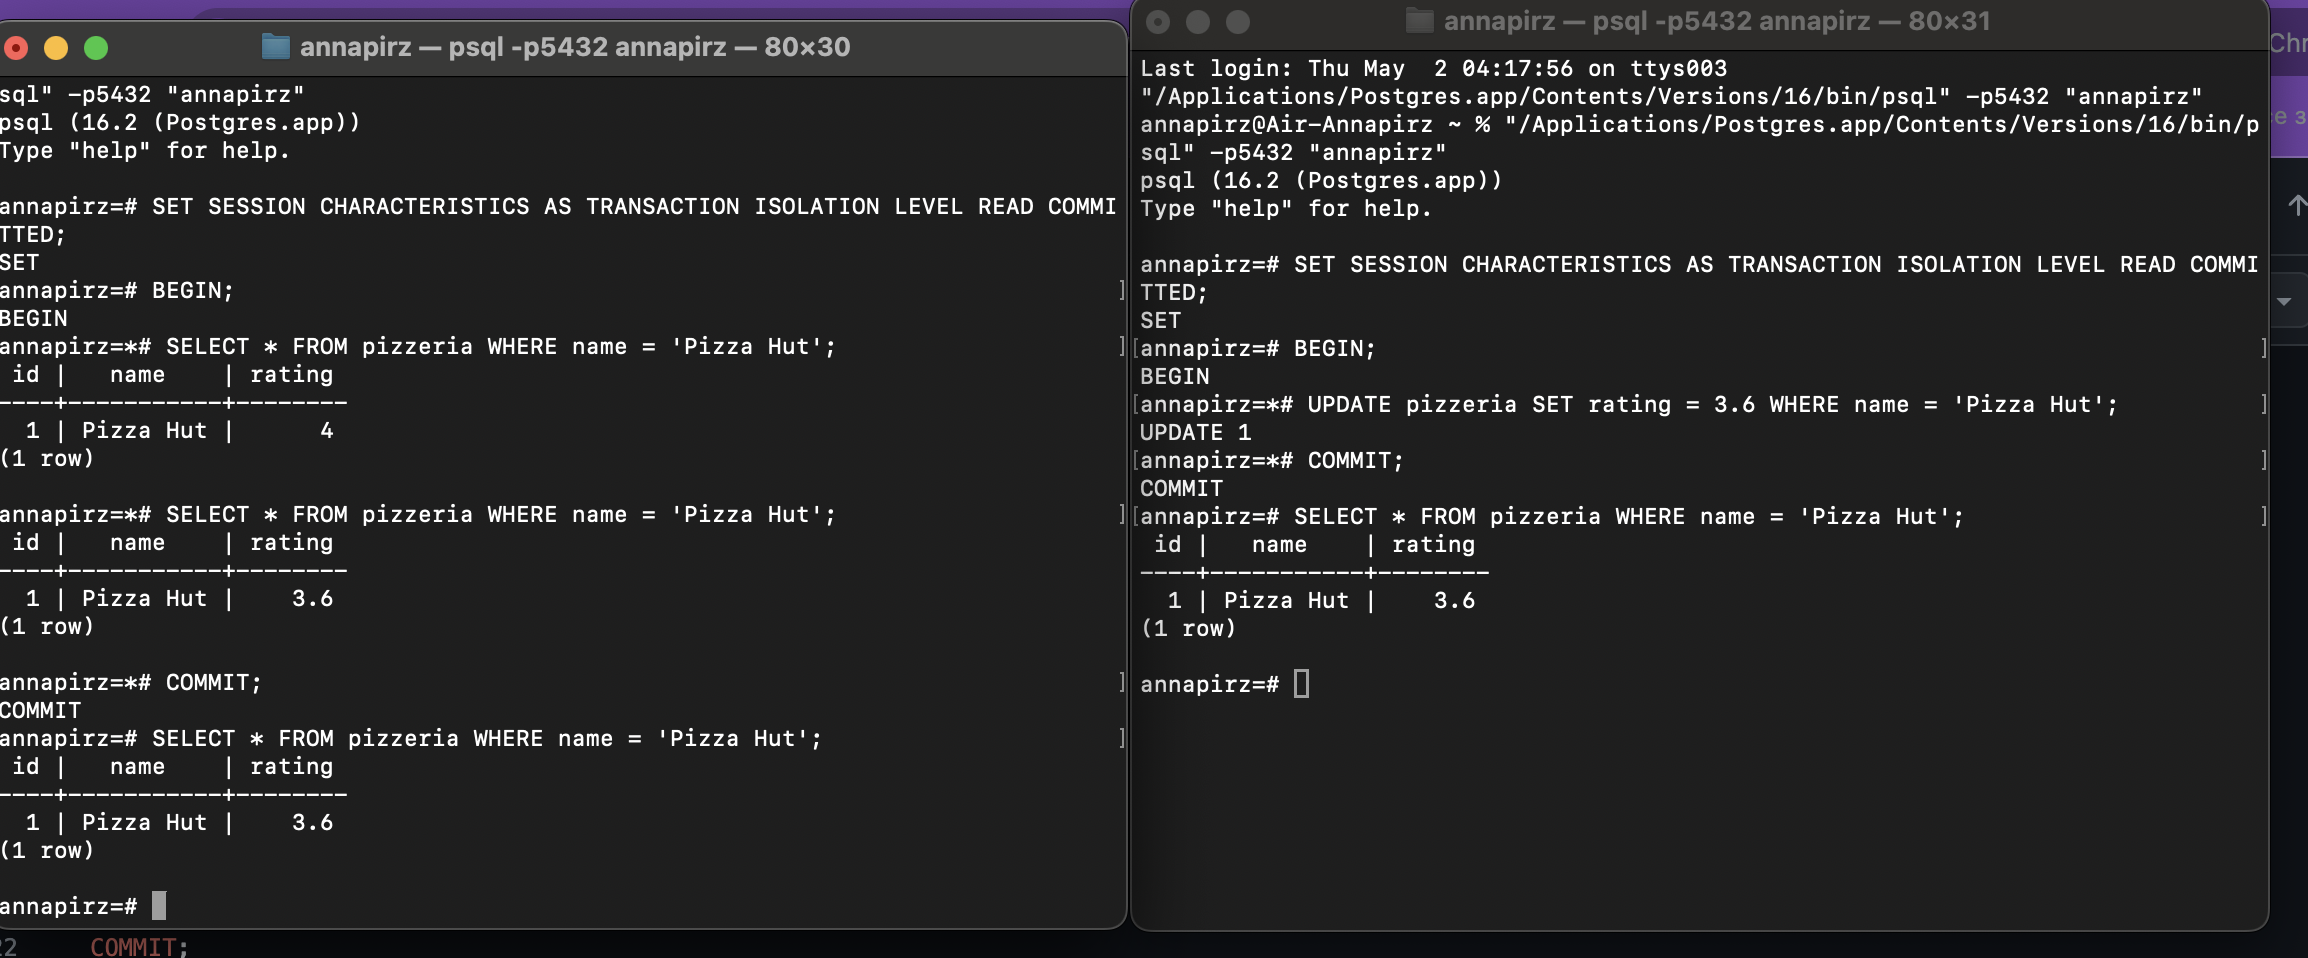 annapirz — psql -p5432 annapirz — 80×30
sql" -p5432 "annapirz"
psql (16.2 (Postgres.app))
Type "help" for help.
annapirz=# SET SESSION CHARACTERISTICS AS TRANSACTION ISOLATION LEVEL READ COMMI
TTED;
SET
annapirz=# BEGIN;
BEGIN
annapirz=*# SELECT * FROM pizzeria WHERE name = 'Pizza Hut';
 id |   name    | rating
----+-----------+--------
  1 | Pizza Hut |      4
(1 row)
annapirz=*# SELECT * FROM pizzeria WHERE name = 'Pizza Hut';
 id |   name    | rating
----+-----------+--------
  1 | Pizza Hut |    3.6
(1 row)
annapirz=*# COMMIT;
COMMIT
annapirz=# SELECT * FROM pizzeria WHERE name = 'Pizza Hut';
 id |   name    | rating
----+-----------+--------
  1 | Pizza Hut |    3.6
(1 row)
annapirz=#
22 COMMIT;
annapirz — psql -p5432 annapirz — 80×31
Last login: Thu May  2 04:17:56 on ttys003
"/Applications/Postgres.app/Contents/Versions/16/bin/psql" -p5432 "annapirz"
annapirz@Air-Annapirz ~ % "/Applications/Postgres.app/Contents/Versions/16/bin/p
sql" -p5432 "annapirz"
psql (16.2 (Postgres.app))
Type "help" for help.
annapirz=# SET SESSION CHARACTERISTICS AS TRANSACTION ISOLATION LEVEL READ COMMI
TTED;
SET
annapirz=# BEGIN;
BEGIN
annapirz=*# UPDATE pizzeria SET rating = 3.6 WHERE name = 'Pizza Hut';
UPDATE 1
annapirz=*# COMMIT;
COMMIT
annapirz=# SELECT * FROM pizzeria WHERE name = 'Pizza Hut';
 id |   name    | rating
----+-----------+--------
  1 | Pizza Hut |    3.6
(1 row)
annapirz=#
Chr